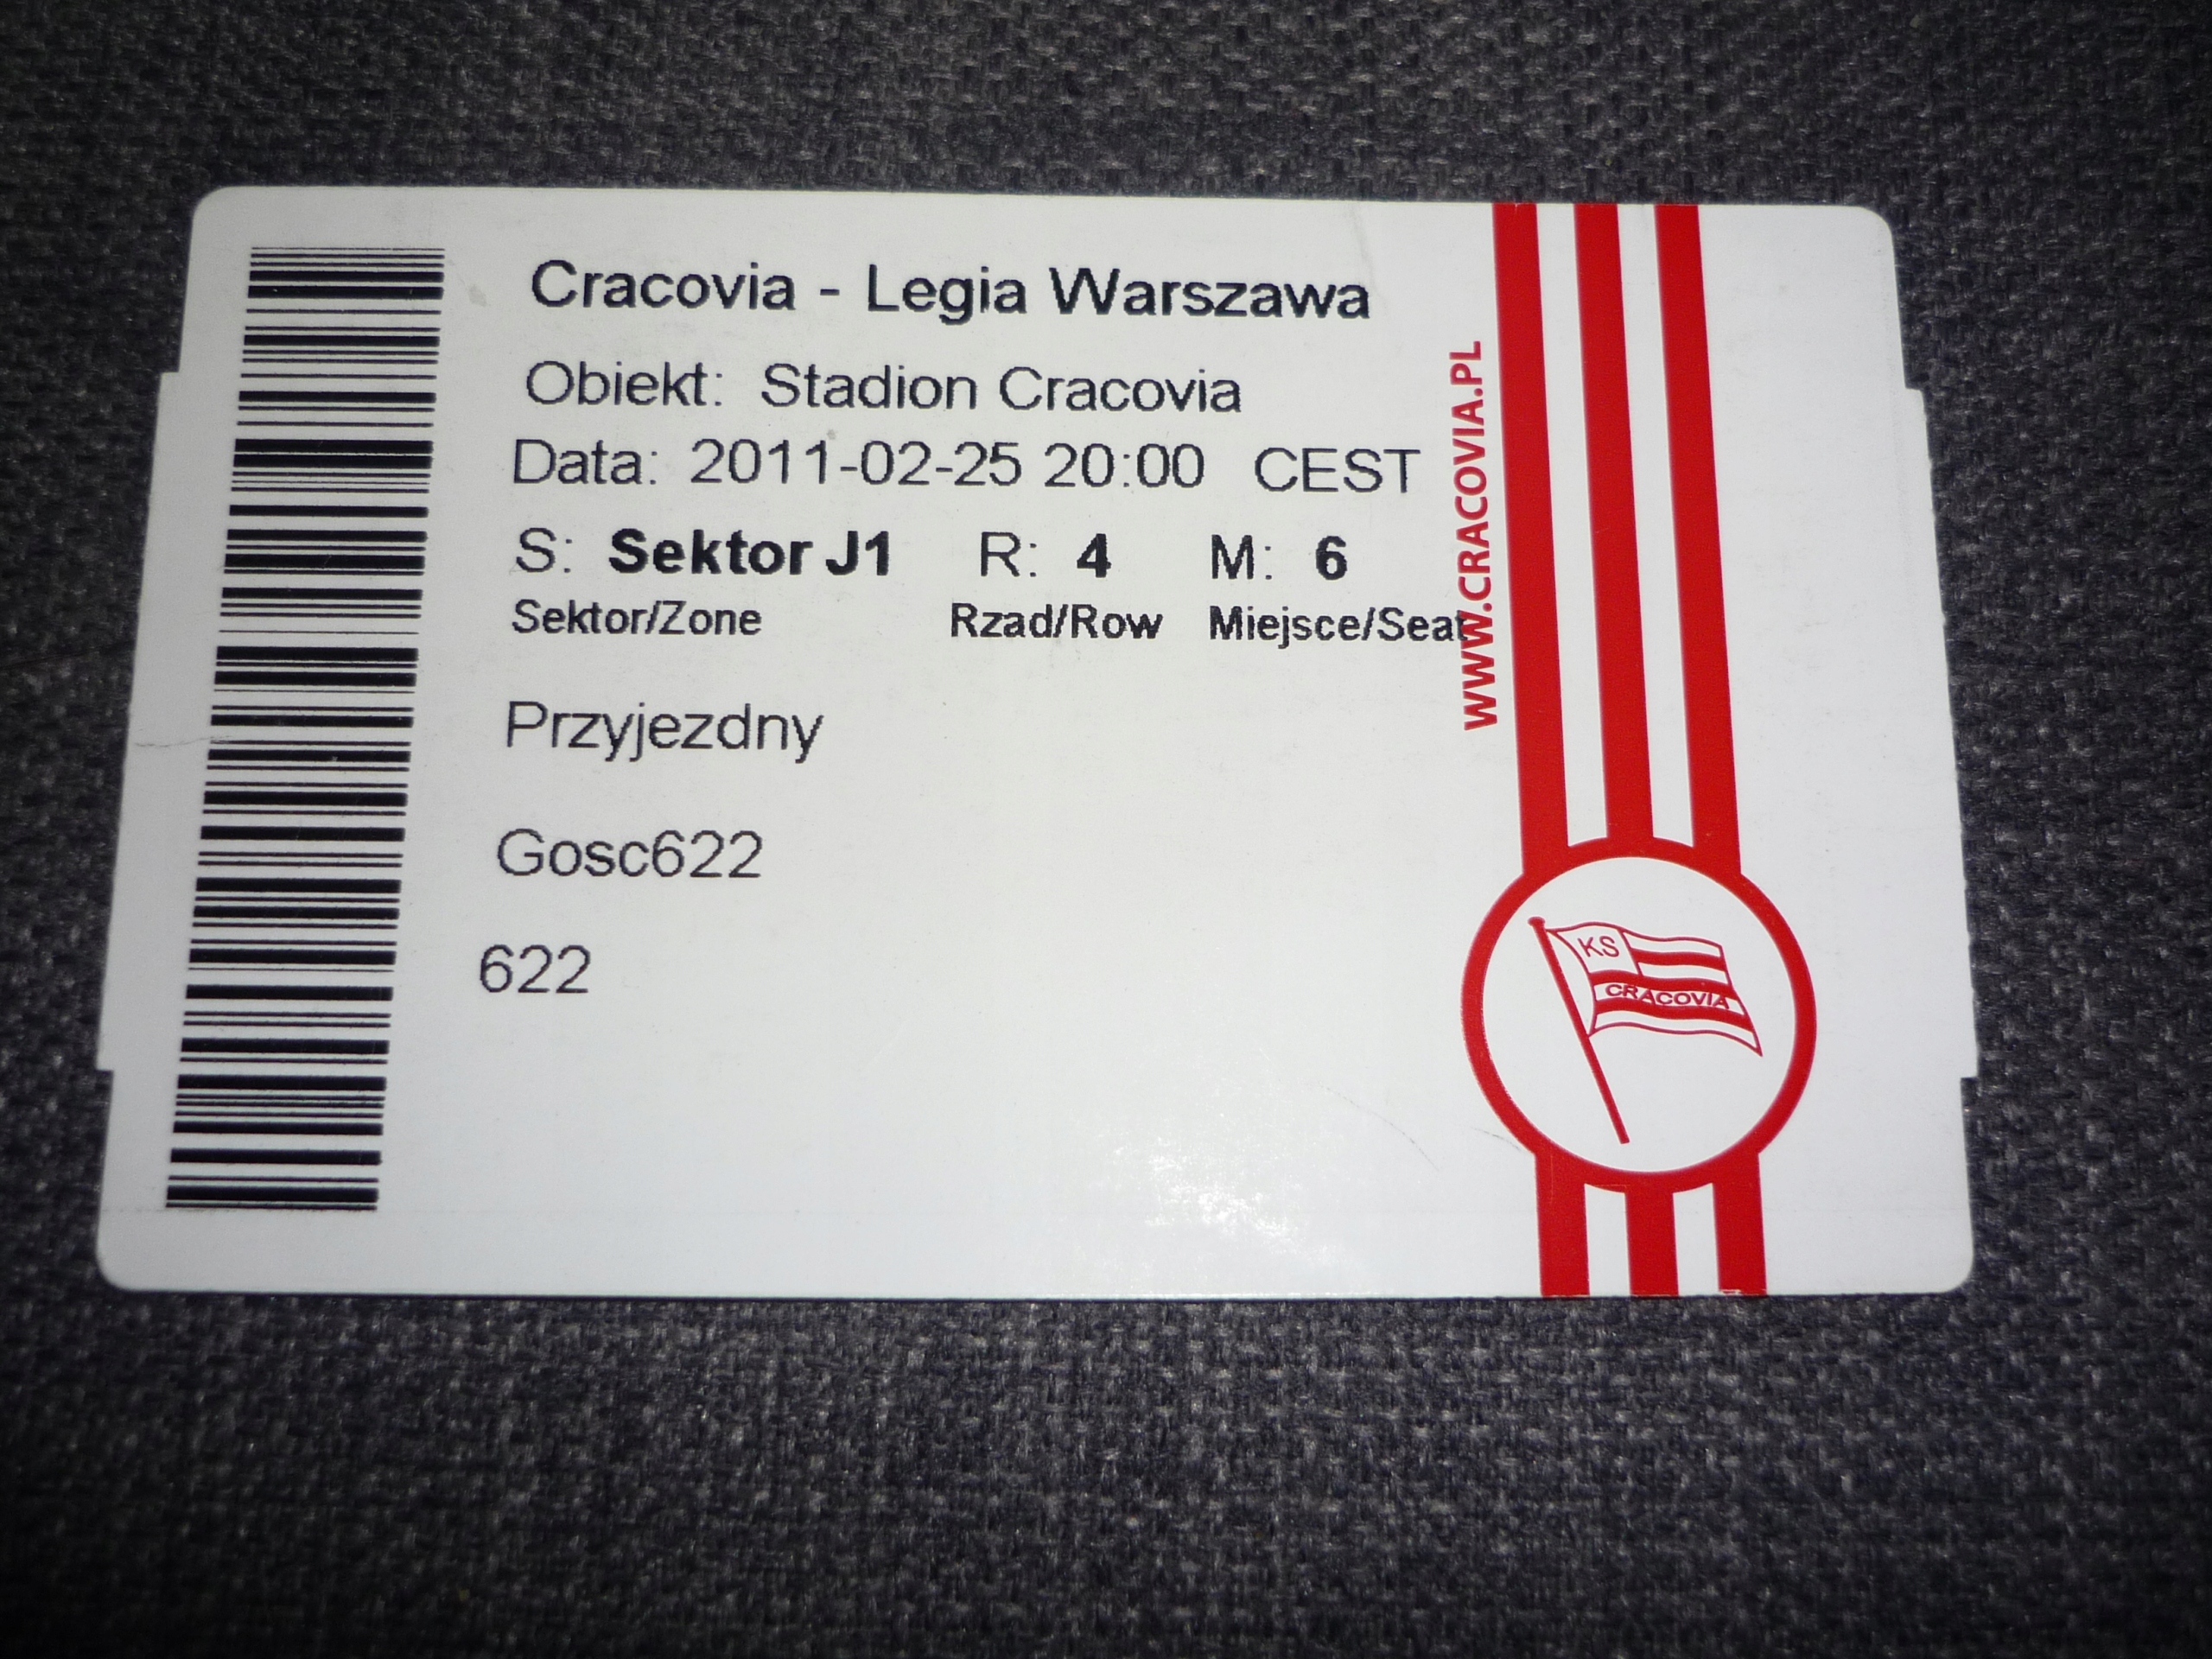 Cracovia - Legia Warszawa
Obiekt: Stadion Cracovia
Data: 2011-02-25 20:00 CEST
S: Sektor J1 R: 4 M: 6
Sektor/Zone Rzad/Row Miejsce/Seat
Przyjezdny
Gosc622
622
WWW.CRACOVIA.PL
KS
CRACOVIA